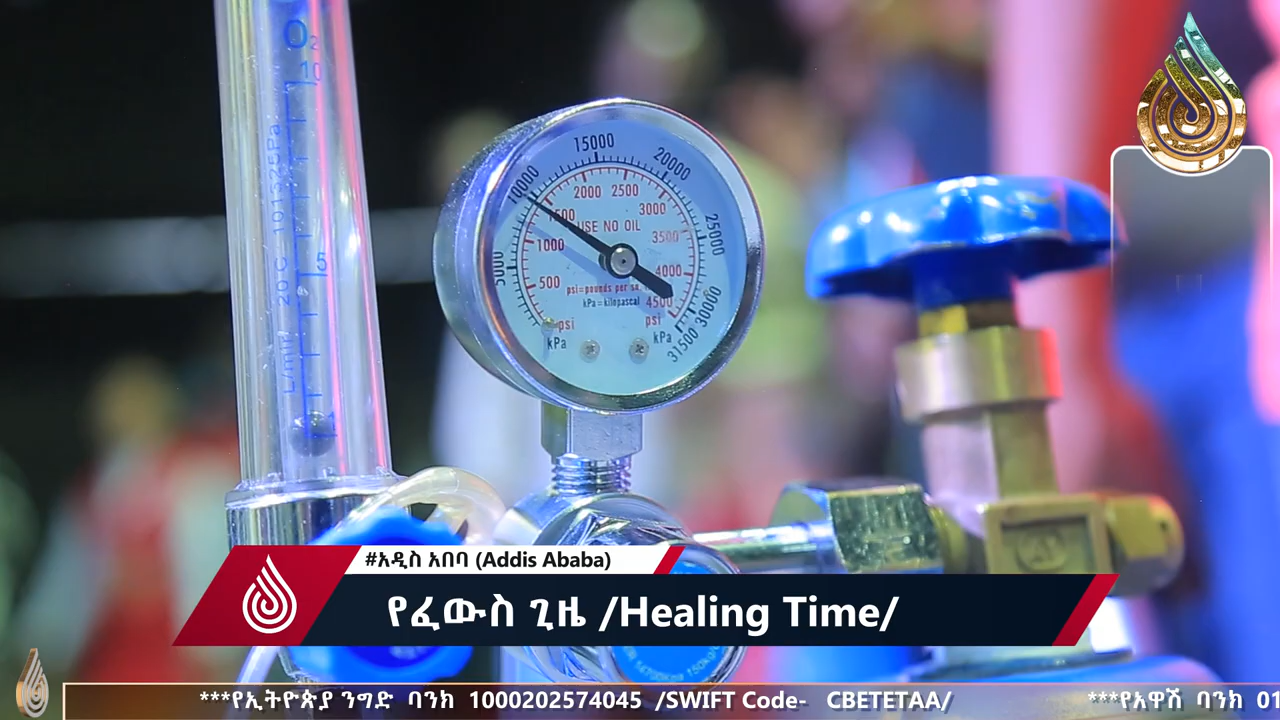 O₂
10
5
L/min 20°C 101325Pa
15000
10000
20000
2000 2500
1500
3000
USE NO OIL
25000
1000
3500
5000
4000
500
psi=pounds per sq.
kPa=kilopascal
4500
30000
psi
psi
kPa
kPa
31500
#አዲስ አበባ (Addis Ababa)
የፈውስ ጊዜ /Healing Time/
***የኢትዮጵያ ንግድ ባንክ 1000202574045 /SWIFT Code- CBETETAA/
***የአዋሽ ባንክ 01